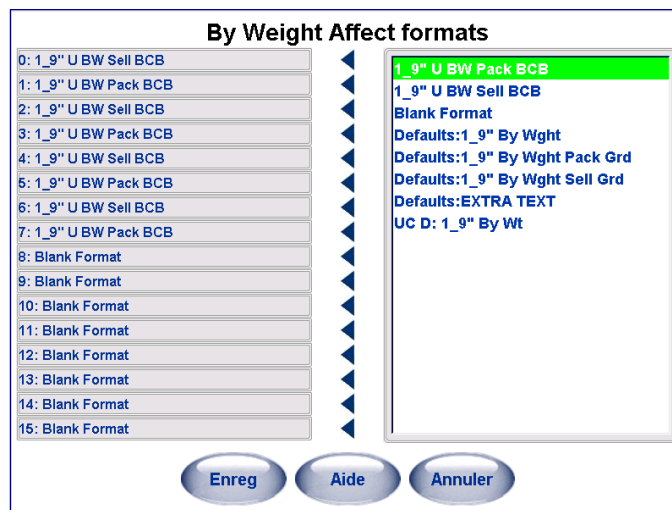 By Weight Affect formats
0: 1_9" U BW Sell BCB
1: 1_9" U BW Pack BCB
2: 1_9" U BW Sell BCB
3: 1_9" U BW Pack BCB
4: 1_9" U BW Sell BCB
5: 1_9" U BW Pack BCB
6: 1_9" U BW Sell BCB
7: 1_9" U BW Pack BCB
8: Blank Format
9: Blank Format
10: Blank Format
11: Blank Format
12: Blank Format
13: Blank Format
14: Blank Format
15: Blank Format
1_9" U BW Pack BCB
1_9" U BW Sell BCB
Blank Format
Defaults:1_9" By Wght
Defaults:1_9" By Wght Pack Grd
Defaults:1_9" By Wght Sell Grd
Defaults:EXTRA TEXT
UC D: 1_9" By Wt
Enreg
Aide
Annuler